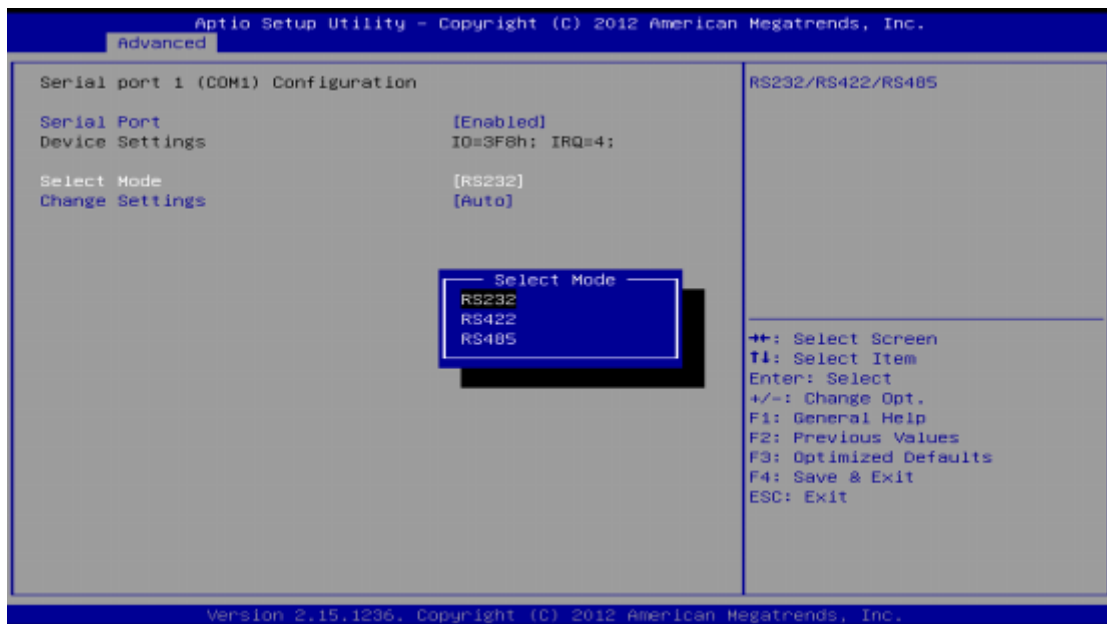 Aptio Setup Utility – Copyright (C) 2012 American Megatrends, Inc.
Advanced
Serial port 1 (COM1) Configuration
Serial Port [Enabled]
Device Settings IO=3F8h; IRQ=4;
Select Mode [RS232]
Change Settings [Auto]
Select Mode
RS232
RS422
RS485
RS232/RS422/RS485
→←: Select Screen
↑↓: Select Item
Enter: Select
+/-: Change Opt.
F1: General Help
F2: Previous Values
F3: Optimized Defaults
F4: Save & Exit
ESC: Exit
Version 2.15.1236. Copyright (C) 2012 American Megatrends, Inc.